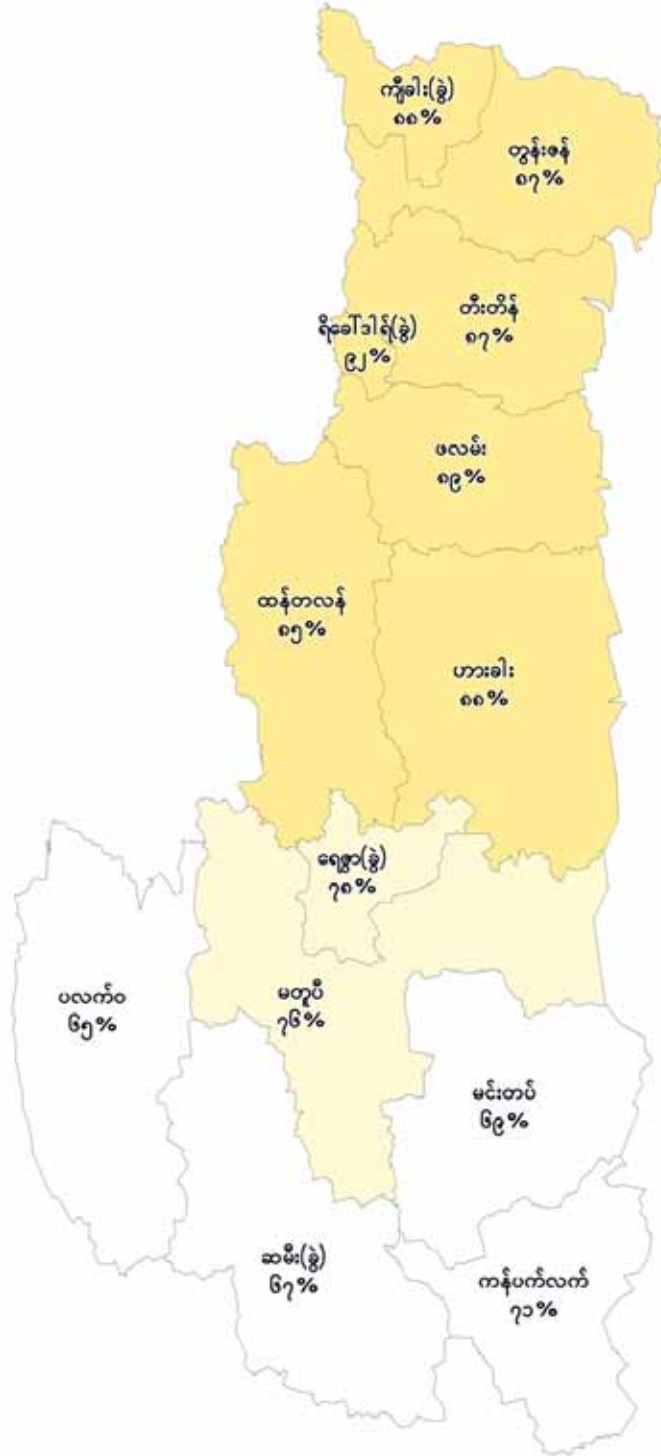 ကျီခါး(ခွဲ)
၈၈%
တွန်းဇန်
၈၇%
တီးတိန်
၈၇%
ရိခေါ်ဒါရ်(ခွဲ)
၉၂%
ဖလမ်း
၈၉%
ထန်တလန်
၈၅%
ဟားခါး
၈၈%
ရေဇွာ(ခွဲ)
၇၈%
ပလက်ဝ
၆၅%
မတူပီ
၇၆%
မင်းတပ်
၆၉%
ဆမီး(ခွဲ)
၆၇%
ကန်ပက်လက်
၇၁%